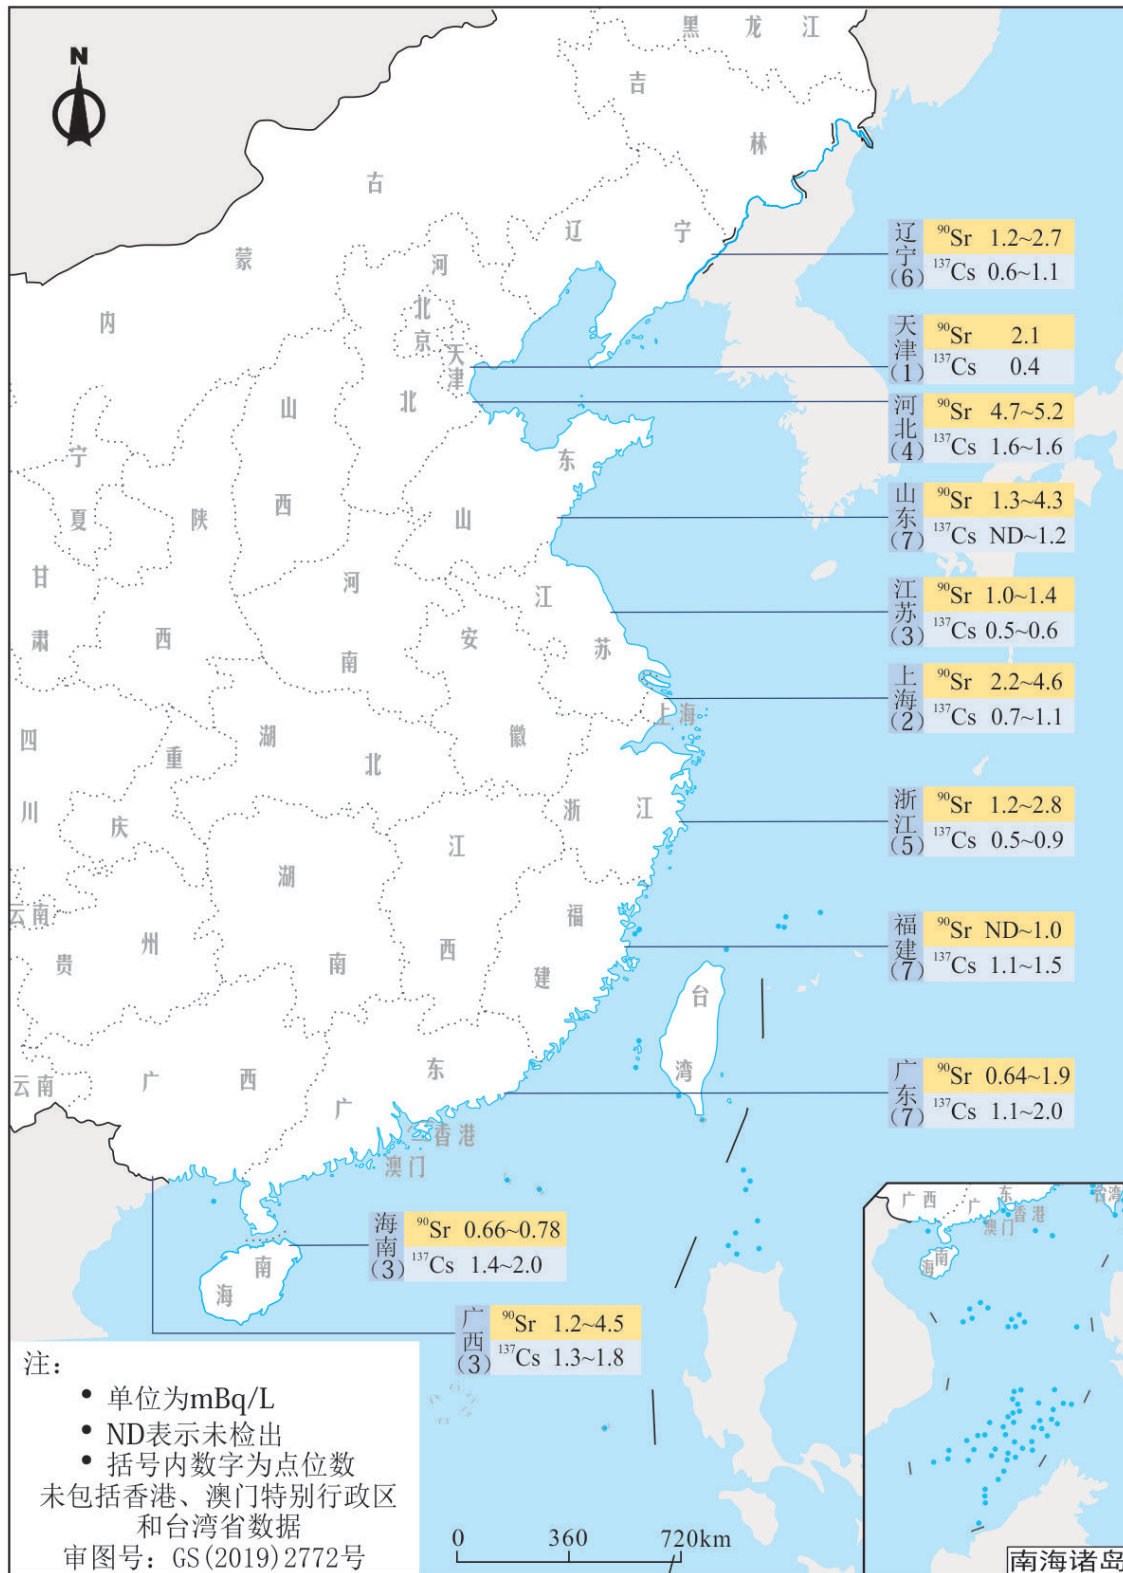 N
黑龙江
吉林
内蒙古
辽宁
河北
北京
天津
山西
山东
宁夏
陕西
甘肃
河南
江苏
安徽
上海
四川
重庆
湖北
浙江
江西
湖南
福建
贵州
云南
云南
广西
广东
台湾
香港
澳门
海南
辽宁(6)
⁹⁰Sr 1.2~2.7
¹³⁷Cs 0.6~1.1
天津(1)
⁹⁰Sr 2.1
¹³⁷Cs 0.4
河北(4)
⁹⁰Sr 4.7~5.2
¹³⁷Cs 1.6~1.6
山东(7)
⁹⁰Sr 1.3~4.3
¹³⁷Cs ND~1.2
江苏(3)
⁹⁰Sr 1.0~1.4
¹³⁷Cs 0.5~0.6
上海(2)
⁹⁰Sr 2.2~4.6
¹³⁷Cs 0.7~1.1
浙江(5)
⁹⁰Sr 1.2~2.8
¹³⁷Cs 0.5~0.9
福建(7)
⁹⁰Sr ND~1.0
¹³⁷Cs 1.1~1.5
广东(7)
⁹⁰Sr 0.64~1.9
¹³⁷Cs 1.1~2.0
海南(3)
⁹⁰Sr 0.66~0.78
¹³⁷Cs 1.4~2.0
广西(3)
⁹⁰Sr 1.2~4.5
¹³⁷Cs 1.3~1.8
注：
• 单位为mBq/L
• ND表示未检出
• 括号内数字为点位数
未包括香港、澳门特别行政区
和台湾省数据
审图号：GS(2019)2772号
0 360 720km
广西
广东
香港
澳门
台湾
海南
南海诸岛